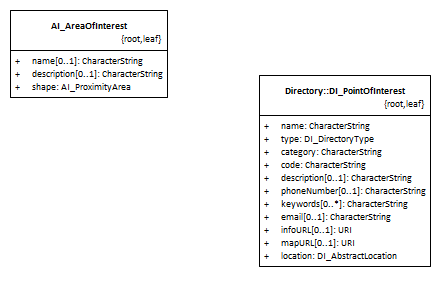 AI_AreaOfInterest
{root,leaf}
+ name[0..1]: CharacterString
+ description[0..1]: CharacterString
+ shape: AI_ProximityArea
Directory::DI_PointOfInterest
{root,leaf}
+ name: CharacterString
+ type: DI_DirectoryType
+ category: CharacterString
+ code: CharacterString
+ description[0..1]: CharacterString
+ phoneNumber[0..1]: CharacterString
+ keywords[0..*]: CharacterString
+ email[0..1]: CharacterString
+ infoURL[0..1]: URI
+ mapURL[0..1]: URI
+ location: DI_AbstractLocation